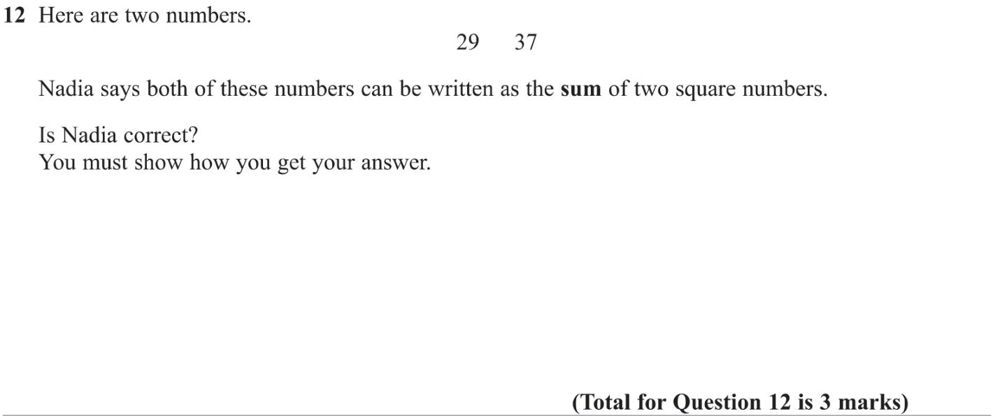 12 Here are two numbers.
29 37
Nadia says both of these numbers can be written as the sum of two square numbers.
Is Nadia correct?
You must show how you get your answer.
(Total for Question 12 is 3 marks)